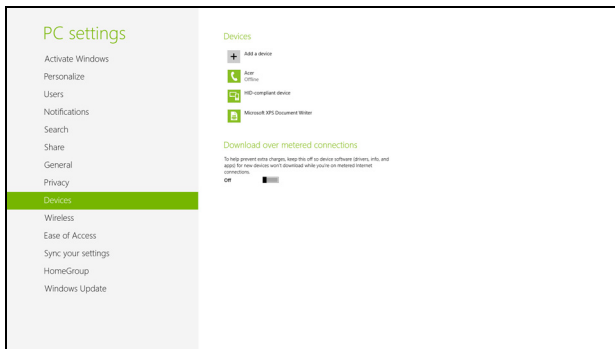 PC settings
Activate Windows
Personalize
Users
Notifications
Search
Share
General
Privacy
Devices
Wireless
Ease of Access
Sync your settings
HomeGroup
Windows Update
Devices
Add a device
Acer
Offline
HID-compliant device
Microsoft XPS Document Writer
Download over metered connections
To help prevent extra charges, keep this off so device software (drivers, info, and
apps) for new devices won't download while you're on metered Internet
connections.
Off